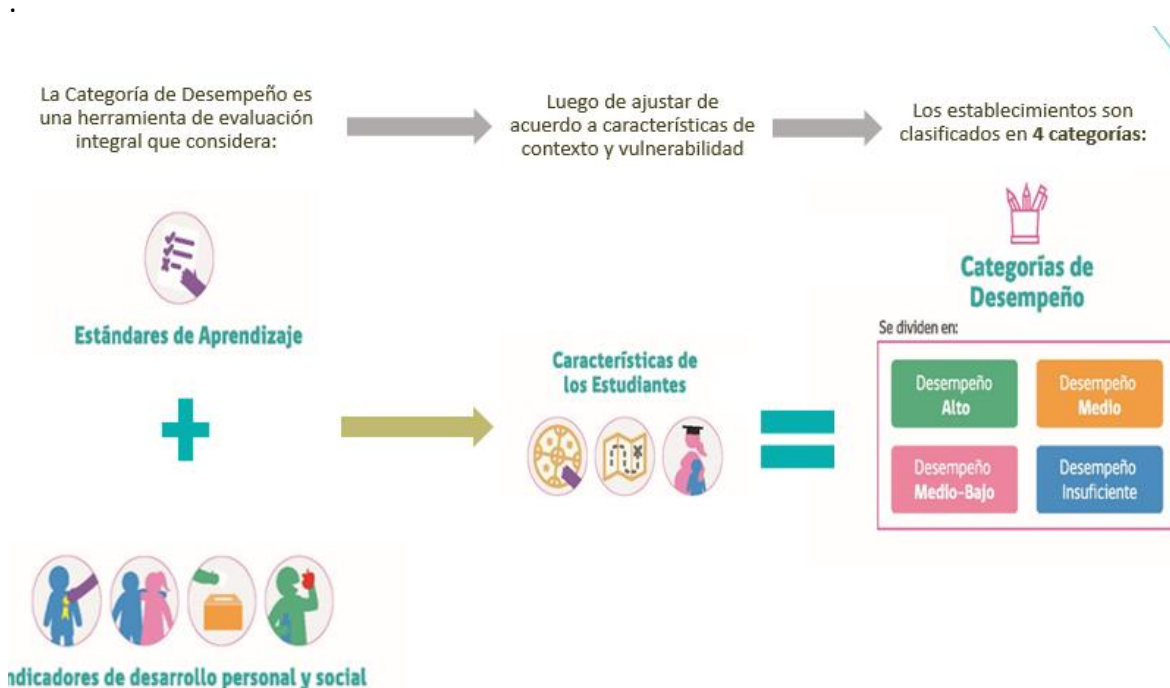 .
La Categoría de Desempeño es
una herramienta de evaluación
integral que considera:
Luego de ajustar de
acuerdo a características de
contexto y vulnerabilidad
Los establecimientos son
clasificados en 4 categorías:
Estándares de Aprendizaje
Características de
los Estudiantes
Categorías de
Desempeño
Se dividen en:
Desempeño
Alto
Desempeño
Medio
Desempeño
Medio-Bajo
Desempeño
Insuficiente
ndicadores de desarrollo personal y social